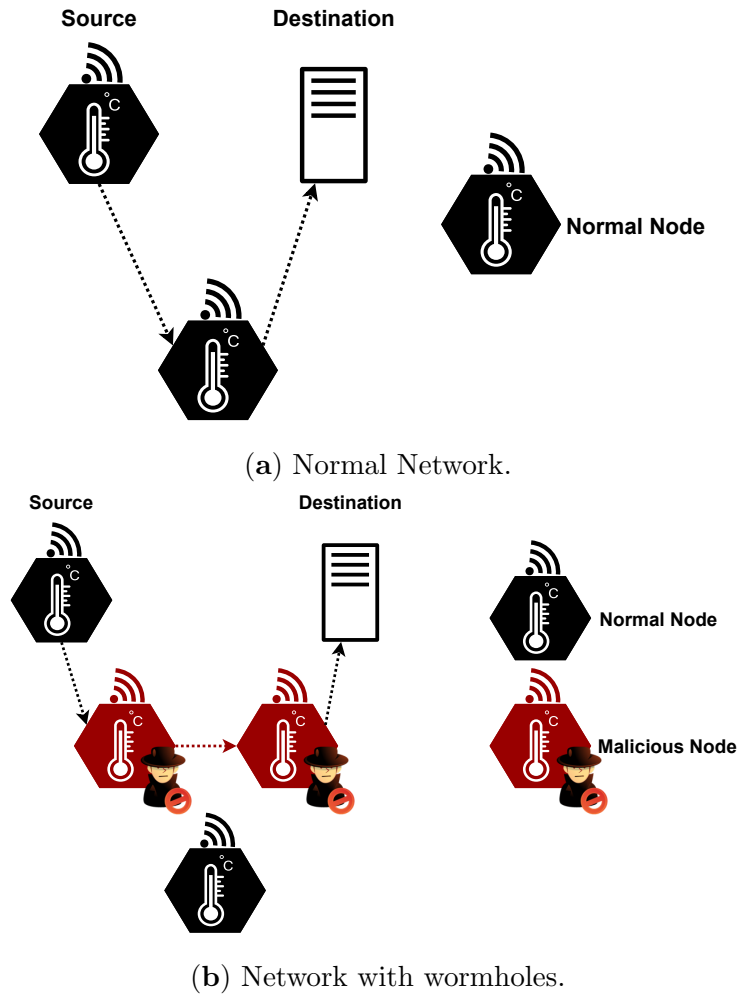 Source
Destination
°C
°C
Normal Node
°C
(a) Normal Network.
Source
Destination
°C
°C
Normal Node
°C
°C
°C
Malicious Node
°C
(b) Network with wormholes.